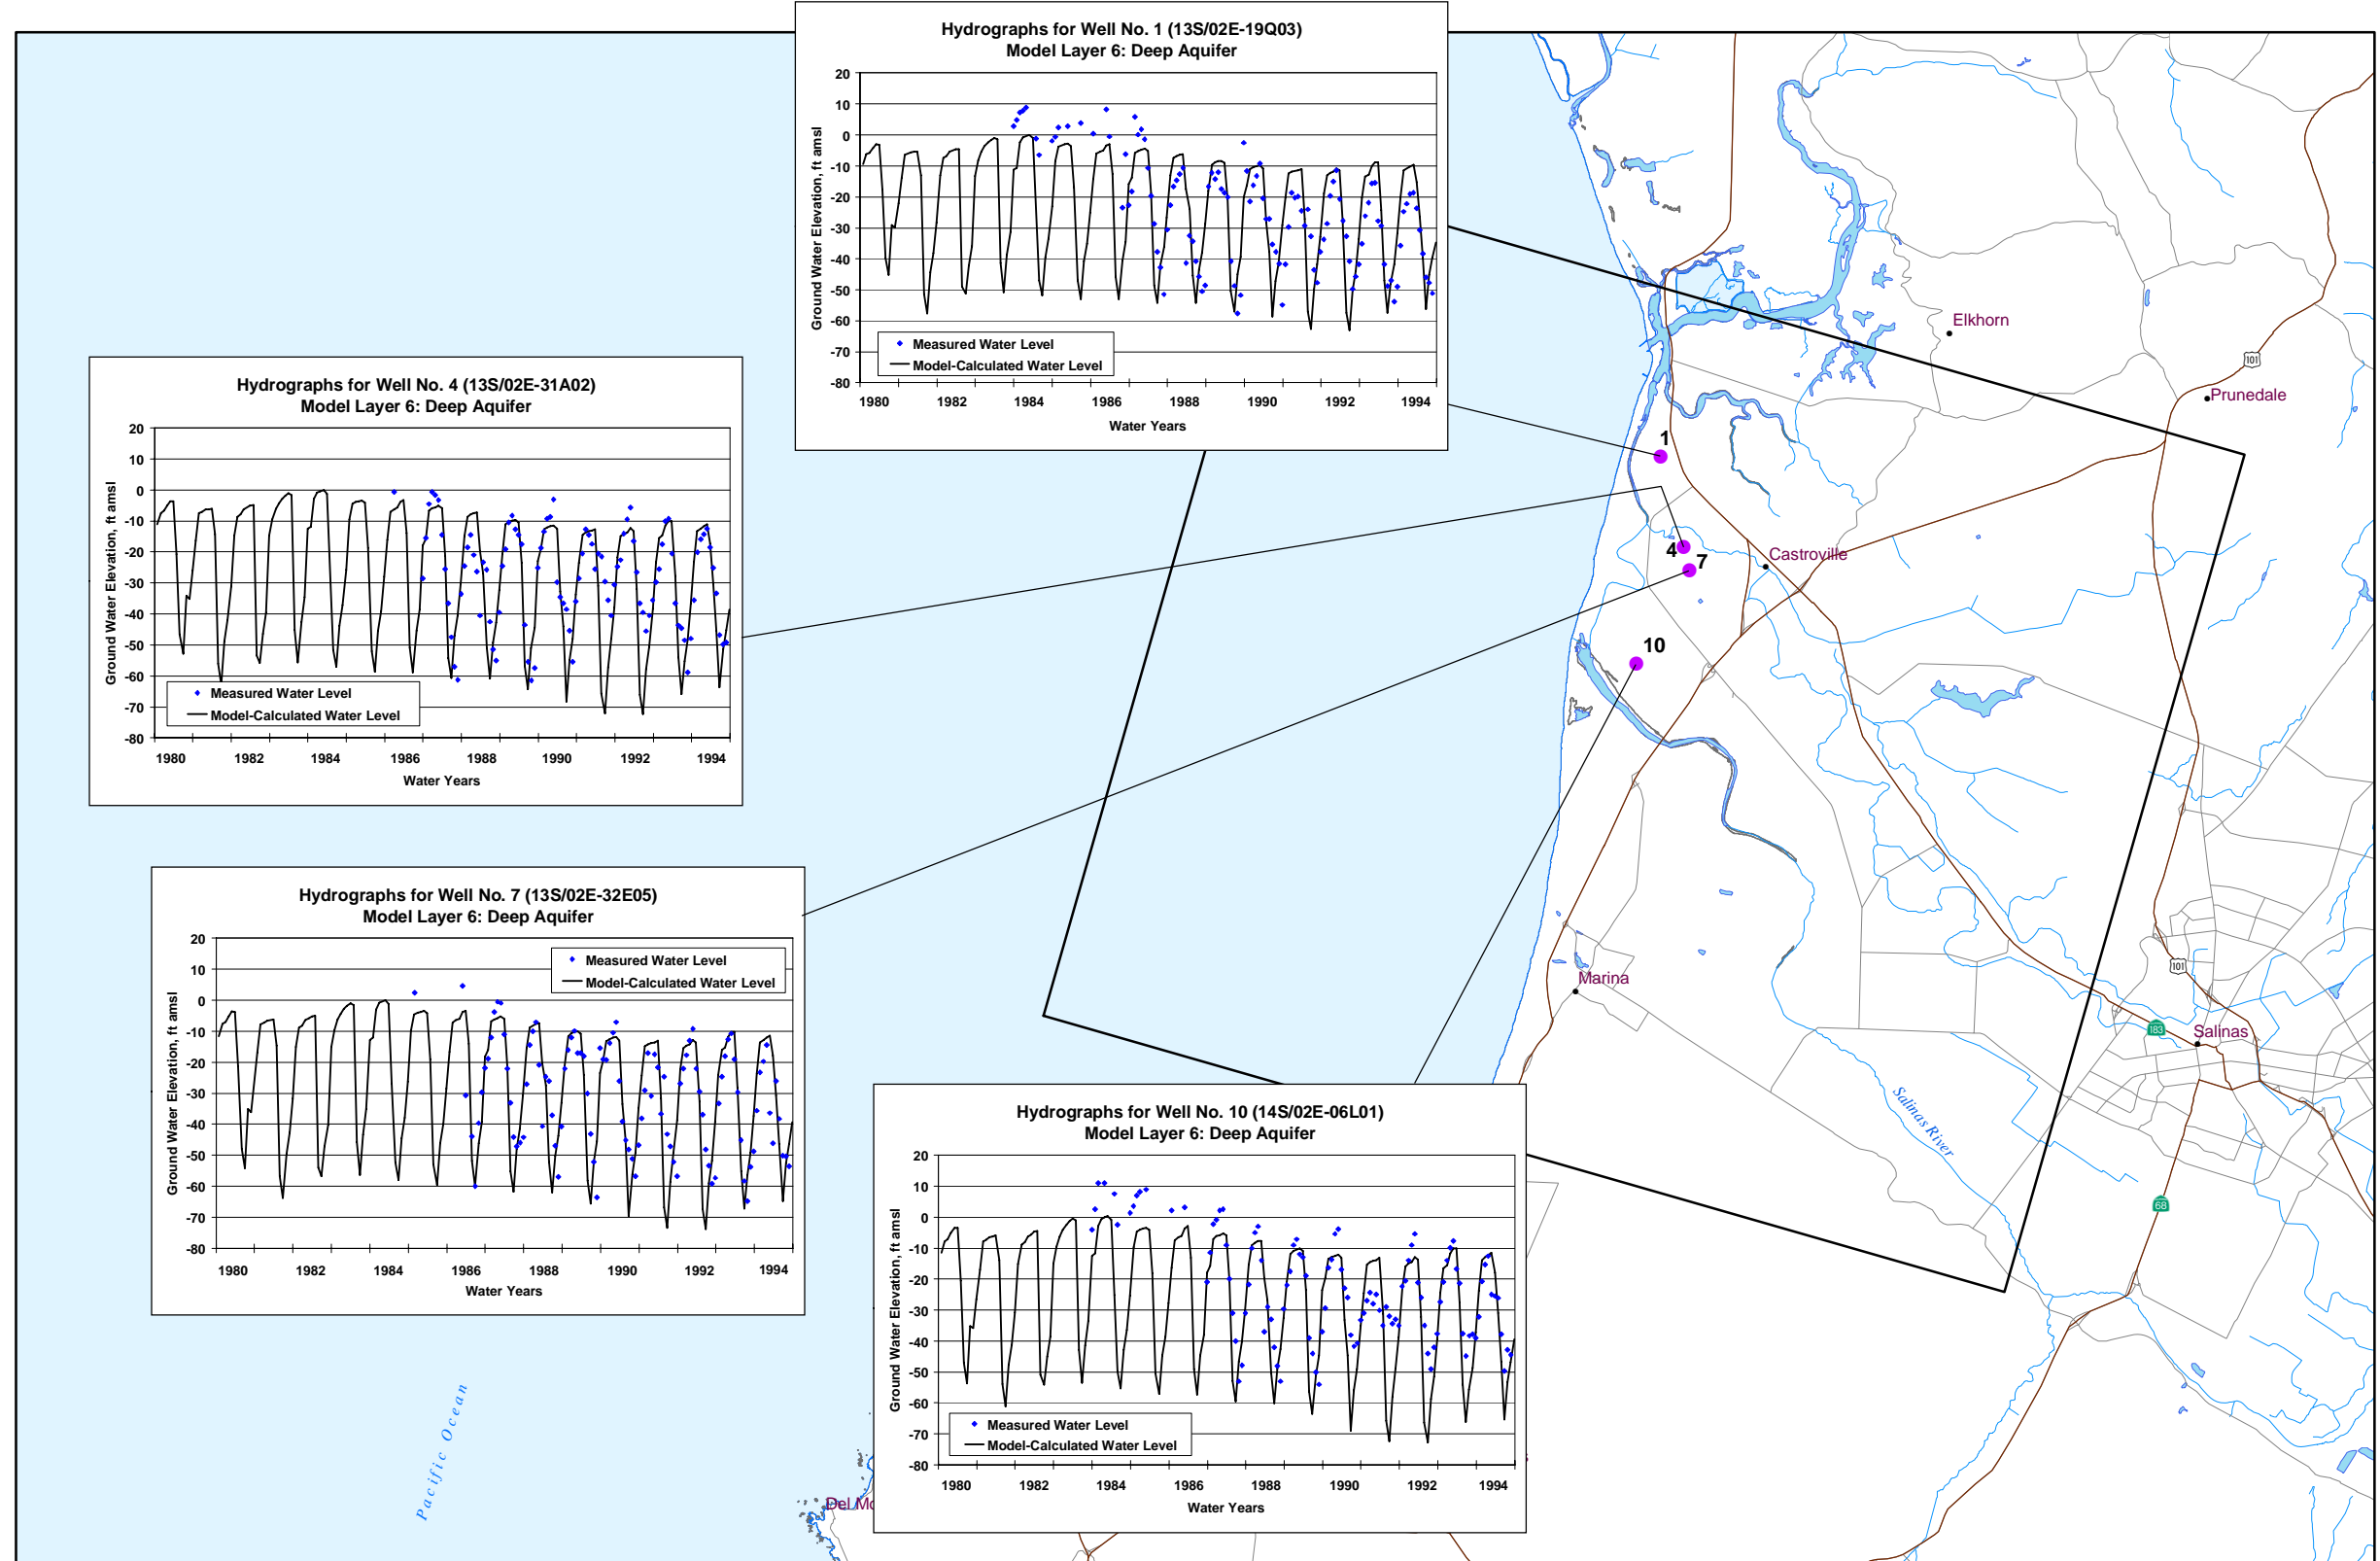 Hydrographs for Well No. 1 (13S/02E-19Q03)
Model Layer 6: Deep Aquifer
Ground Water Elevation, ft amsl
20
10
0
-10
-20
-30
-40
-50
-60
-70
-80
Measured Water Level
Model-Calculated Water Level
1980 1982 1984 1986 1988 1990 1992 1994
Water Years
Hydrographs for Well No. 4 (13S/02E-31A02)
Model Layer 6: Deep Aquifer
Ground Water Elevation, ft amsl
20
10
0
-10
-20
-30
-40
-50
-60
-70
-80
Measured Water Level
Model-Calculated Water Level
1980 1982 1984 1986 1988 1990 1992 1994
Water Years
Hydrographs for Well No. 7 (13S/02E-32E05)
Model Layer 6: Deep Aquifer
Ground Water Elevation, ft amsl
20
10
0
-10
-20
-30
-40
-50
-60
-70
-80
Measured Water Level
Model-Calculated Water Level
1980 1982 1984 1986 1988 1990 1992 1994
Water Years
Hydrographs for Well No. 10 (14S/02E-06L01)
Model Layer 6: Deep Aquifer
Ground Water Elevation, ft amsl
20
10
0
-10
-20
-30
-40
-50
-60
-70
-80
Measured Water Level
Model-Calculated Water Level
1980 1982 1984 1986 1988 1990 1992 1994
Water Years
Elkhorn
101
Prunedale
1
4
7
Castroville
10
Marina
101
183
Salinas
Salinas River
68
Pacific Ocean
Del Mo